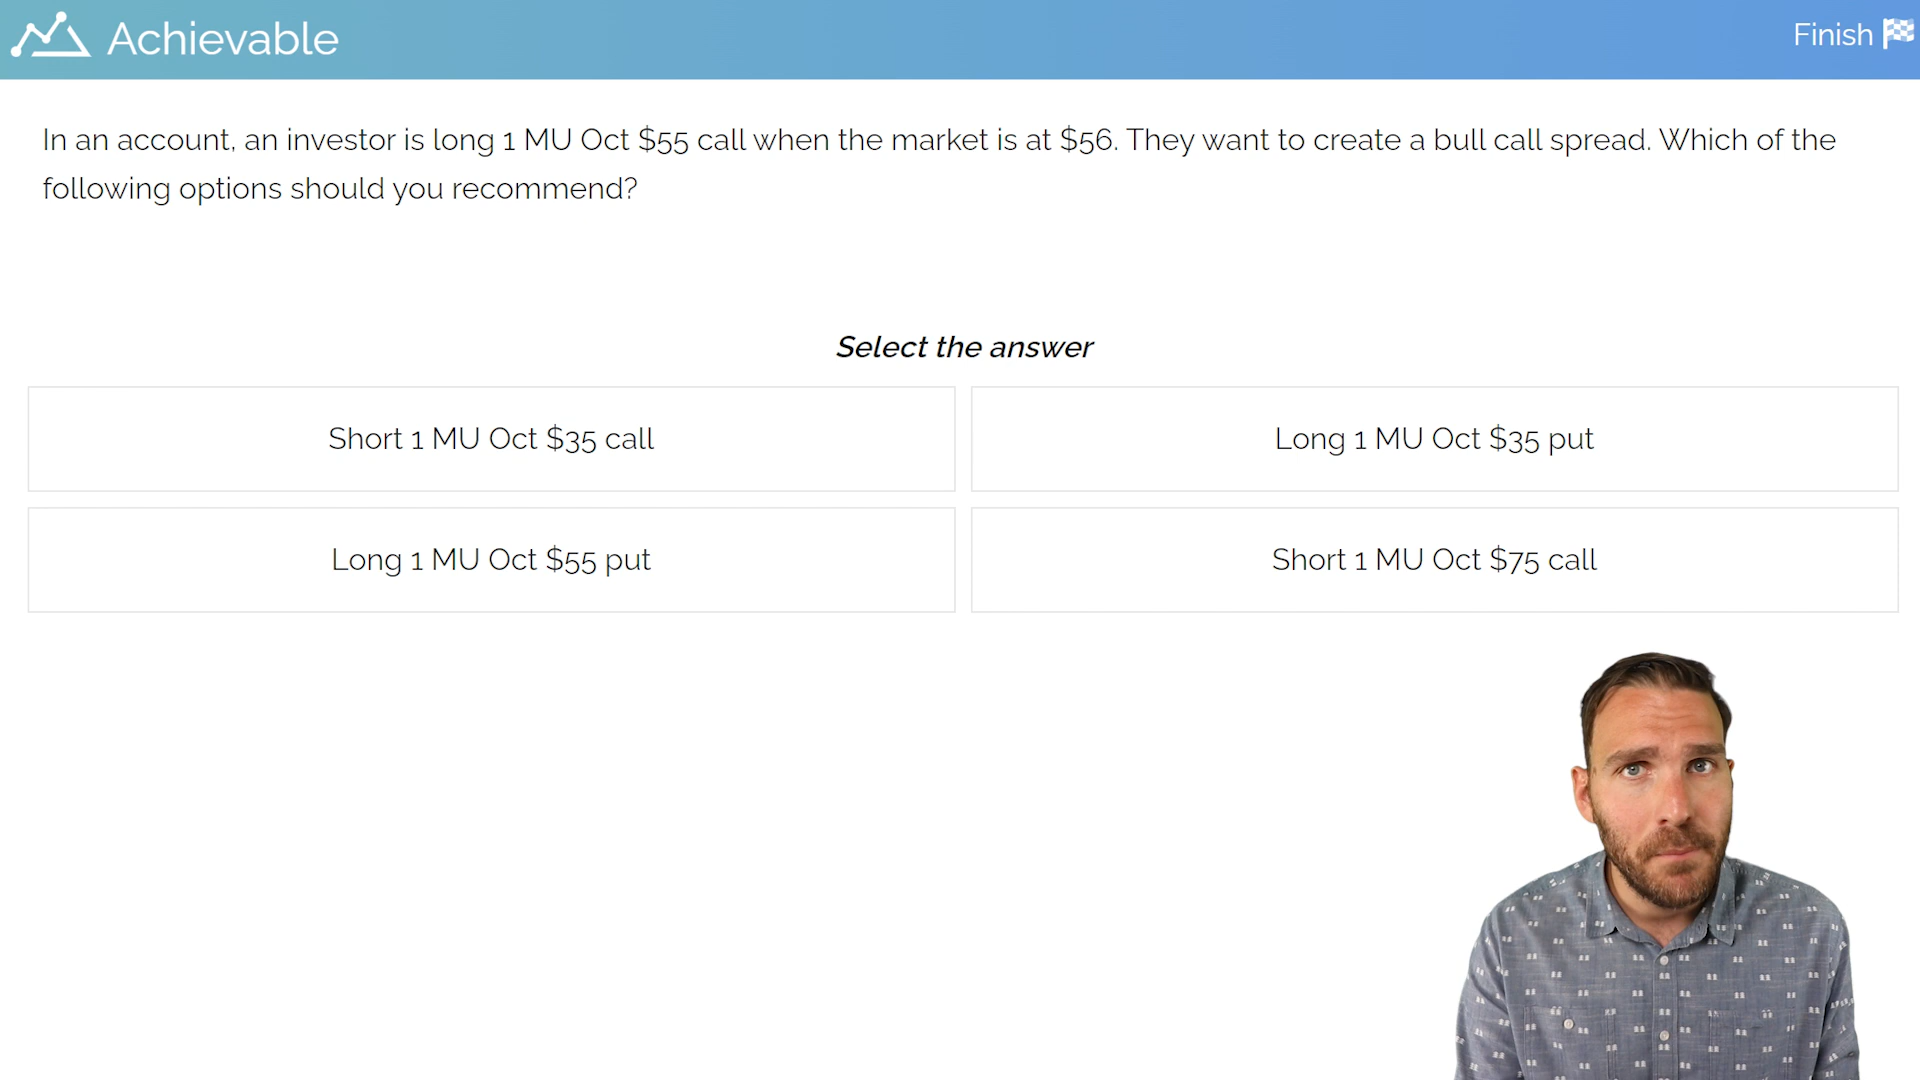 Achievable
Finish
In an account, an investor is long 1 MU Oct $55 call when the market is at $56. They want to create a bull call spread. Which of the
following options should you recommend?
Select the answer
Short 1 MU Oct $35 call
Long 1 MU Oct $35 put
Long 1 MU Oct $55 put
Short 1 MU Oct $75 call